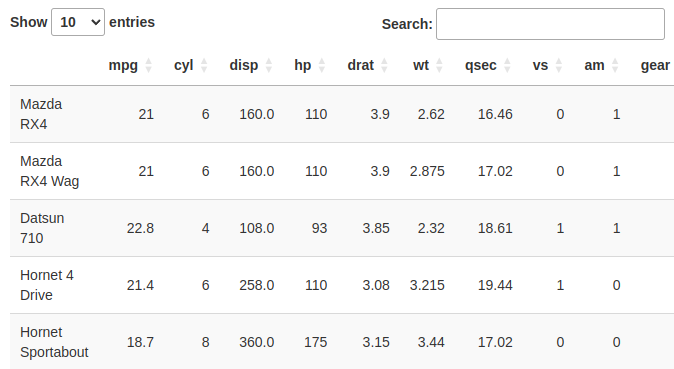 Show 10 entries Search:
mpg cyl disp hp drat wt qsec vs am gear
Mazda
RX4 21 6 160.0 110 3.9 2.62 16.46 0 1
Mazda
RX4 Wag 21 6 160.0 110 3.9 2.875 17.02 0 1
Datsun
710 22.8 4 108.0 93 3.85 2.32 18.61 1 1
Hornet 4
Drive 21.4 6 258.0 110 3.08 3.215 19.44 1 0
Hornet
Sportabout 18.7 8 360.0 175 3.15 3.44 17.02 0 0